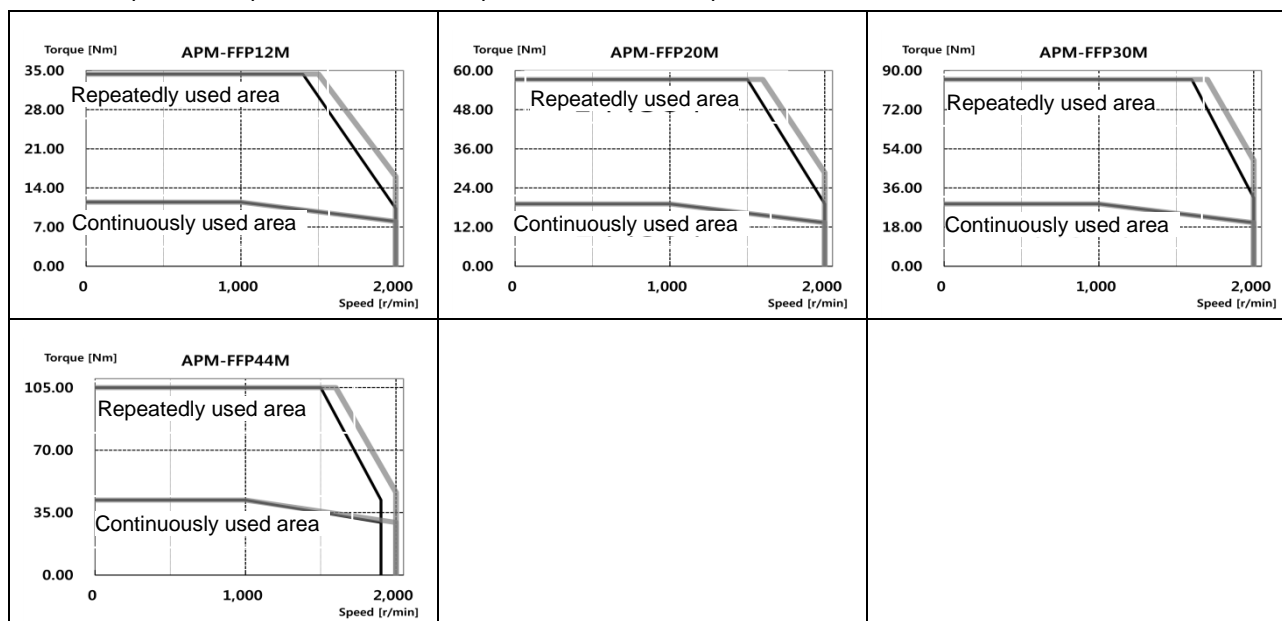 Torque [Nm] APM-FFP12M
35.00
Repeatedly used area
28.00
21.00
14.00
Continuously used area
7.00
0.00
0 1,000 2,000
Speed [r/min]
Torque [Nm] APM-FFP20M
60.00
Repeatedly used area
48.00
36.00
24.00
Continuously used area
12.00
0.00
0 1,000 2,000
Speed [r/min]
Torque [Nm] APM-FFP30M
90.00
Repeatedly used area
72.00
54.00
36.00
Continuously used area
18.00
0.00
0 1,000 2,000
Speed [r/min]
Torque [Nm] APM-FFP44M
105.00
Repeatedly used area
70.00
35.00
Continuously used area
0.00
0 1,000 2,000
Speed [r/min]